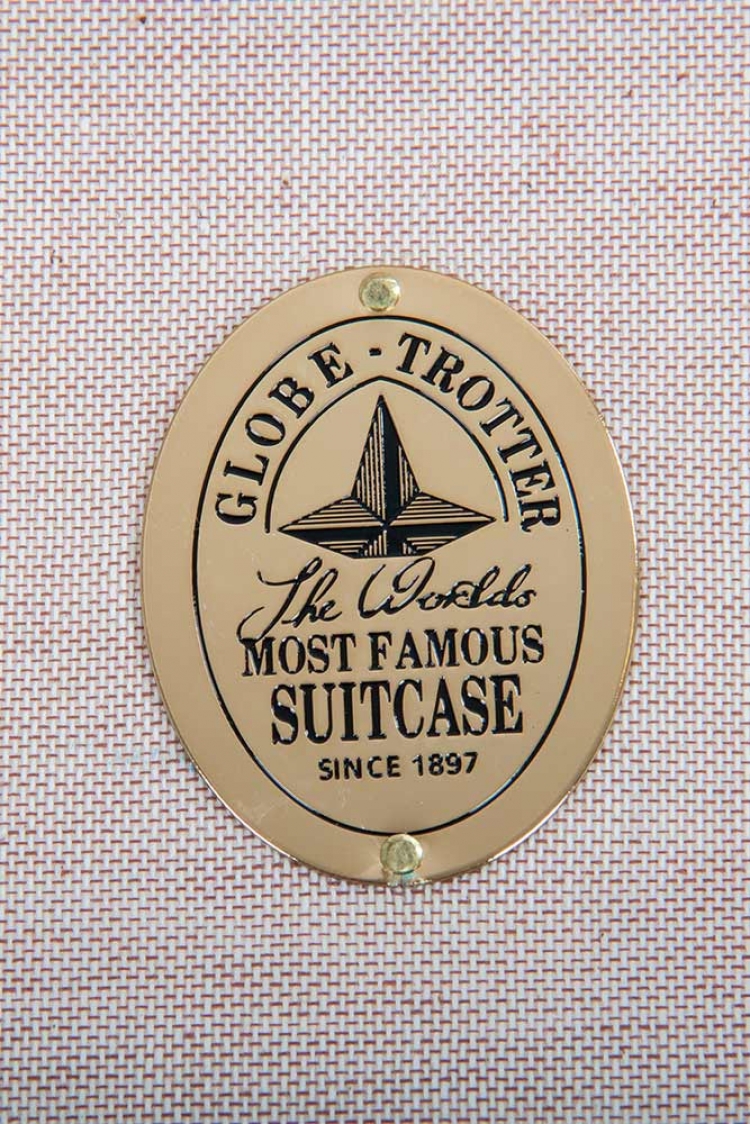 GLOBE - TROTTER
The Worlds
MOST FAMOUS
SUITCASE
SINCE 1897